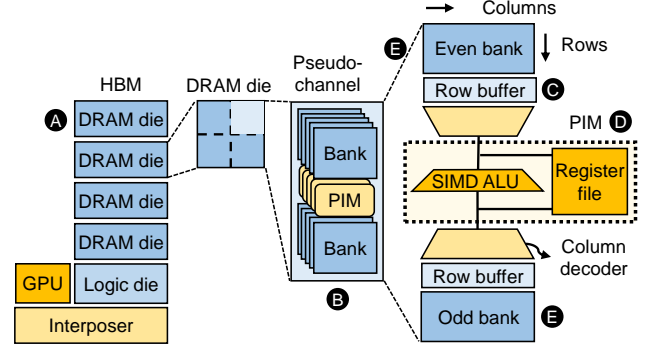 Columns
E
Even bank
Rows
Pseudo-
channel
HBM
DRAM die
A
DRAM die
Row buffer
C
DRAM die
Bank
PIM
D
DRAM die
SIMD ALU
Register
file
PIM
DRAM die
Bank
Column
decoder
GPU
Logic die
Row buffer
B
Interposer
Odd bank
E